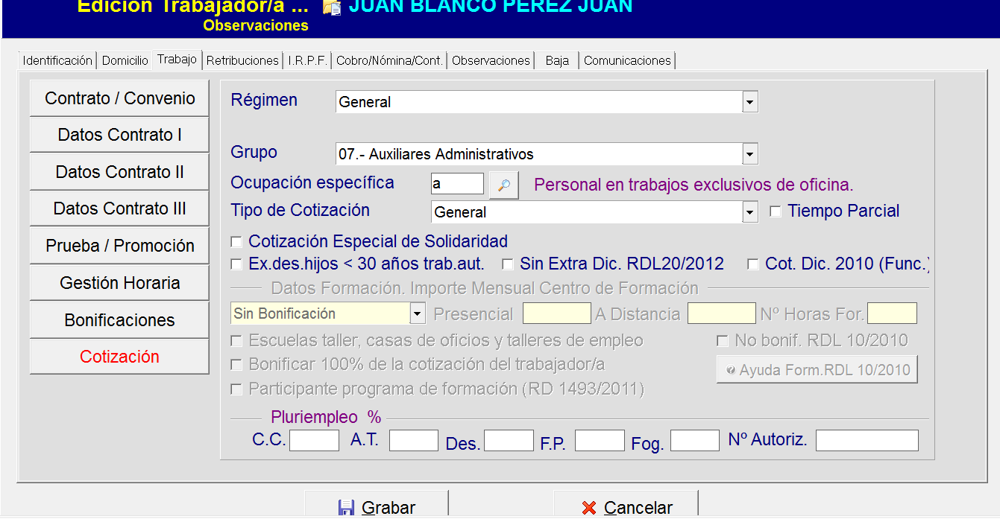 Edición Trabajador/a ... JUAN BLANCO PEREZ JUAN
Observaciones
Identificación Domicilio Trabajo Retribuciones I.R.P.F. Cobro/Nómina/Cont. Observaciones Baja Comunicaciones
Contrato / Convenio
Datos Contrato I
Datos Contrato II
Datos Contrato III
Prueba / Promoción
Gestión Horaria
Bonificaciones
Cotización
Régimen General
Grupo 07.- Auxiliares Administrativos
Ocupación específica a Personal en trabajos exclusivos de oficina.
Tipo de Cotización General Tiempo Parcial
Cotización Especial de Solidaridad
Ex.des.hijos < 30 años trab.aut. Sin Extra Dic. RDL20/2012 Cot. Dic. 2010 (Func.)
Datos Formación. Importe Mensual Centro de Formación
Sin Bonificación Presencial A Distancia Nº Horas For.
Escuelas taller, casas de oficios y talleres de empleo No bonif. RDL 10/2010
Bonificar 100% de la cotización del trabajador/a Ayuda Form.RDL 10/2010
Participante programa de formación (RD 1493/2011)
Pluriempleo %
C.C. A.T. Des. F.P. Fog. Nº Autoriz.
Grabar Cancelar